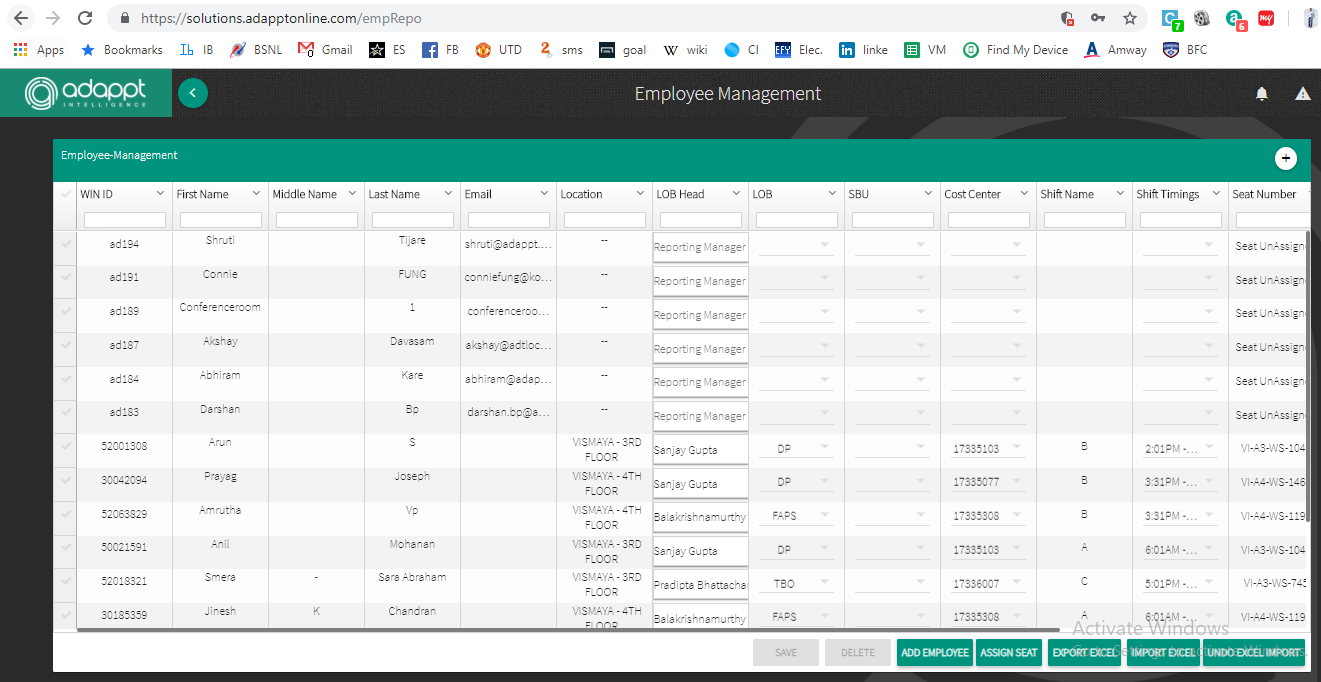 https://solutions.adapptonline.com/empRepo
7
6
my
Apps Bookmarks IB BSNL Gmail ES FB UTD sms goal wiki CI Elec. linke VM Find My Device Amway BFC
adappt
INTELLIGENCE
Employee Management
Employee-Management
WIN ID First Name Middle Name Last Name Email Location LOB Head LOB SBU Cost Center Shift Name Shift Timings Seat Number
ad194 Shruti Tijare shruti@adappt.... -- Reporting Manager Seat UnAssign
ad191 Connie FUNG conniefung@ko... -- Reporting Manager Seat UnAssign
ad189 Conferenceroom 1 conferenceroo... -- Reporting Manager Seat UnAssign
ad187 Akshay Davasam akshay@adtloc... -- Reporting Manager Seat UnAssign
ad184 Abhiram Kare abhiram@adap... -- Reporting Manager Seat UnAssign
ad183 Darshan Bp darshan.bp@a... -- Reporting Manager Seat UnAssign
52001308 Arun S VISMAYA - 3RD FLOOR Sanjay Gupta DP 17335103 B 2:01PM -... VI-A3-WS-104
30042094 Prayag Joseph VISMAYA - 4TH FLOOR Sanjay Gupta DP 17335077 B 3:31PM -... VI-A4-WS-146
52063829 Amrutha Vp VISMAYA - 4TH FLOOR Balakrishnamurthy FAPS 17335308 B 3:31PM -... VI-A4-WS-119
50021591 Anil Mohanan VISMAYA - 3RD FLOOR Sanjay Gupta DP 17335103 A 6:01AM -... VI-A3-WS-104
52018321 Smera - Sara Abraham VISMAYA - 3RD FLOOR Pradipta Bhattacha TBO 17336007 C 5:01PM -... VI-A3-WS-745
30185359 Jinesh K Chandran VISMAYA - 4TH FLOOR Balakrishnamurthy FAPS 17335308 A 6:01AM -... VI-A4-WS-119
Activate Windows
SAVE DELETE ADD EMPLOYEE ASSIGN SEAT EXPORT EXCEL IMPORT EXCEL UNDO EXCEL IMPORT